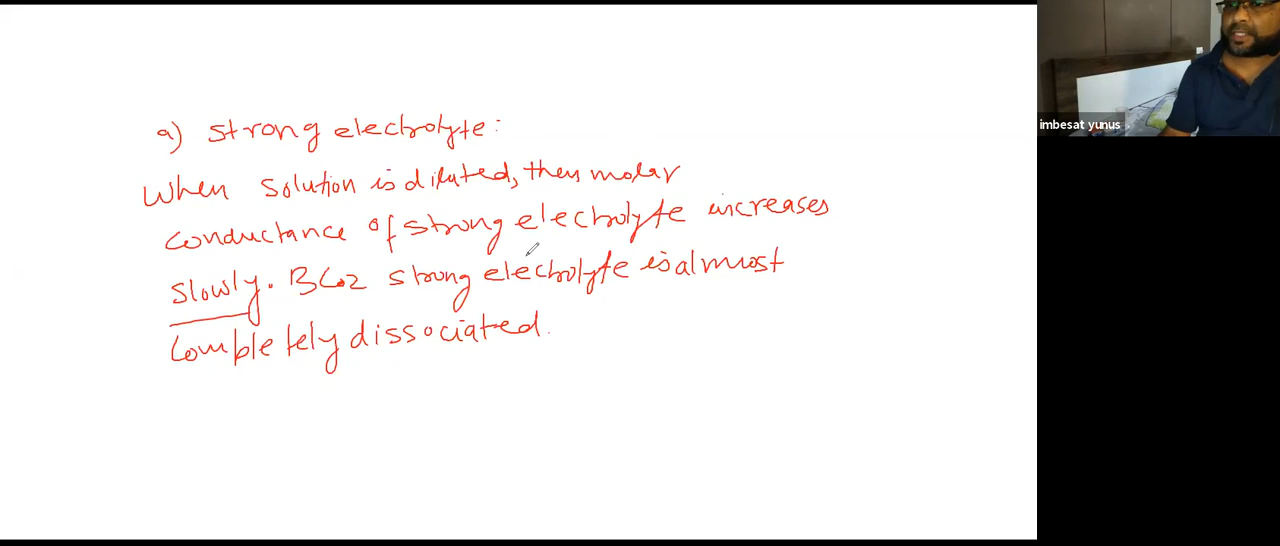 a) strong electrolyte:
When solution is diluted, then molar
conductance of strong electrolyte increases
slowly. BCoz strong electrolyte is almost
completely dissociated.
imbesat yunus